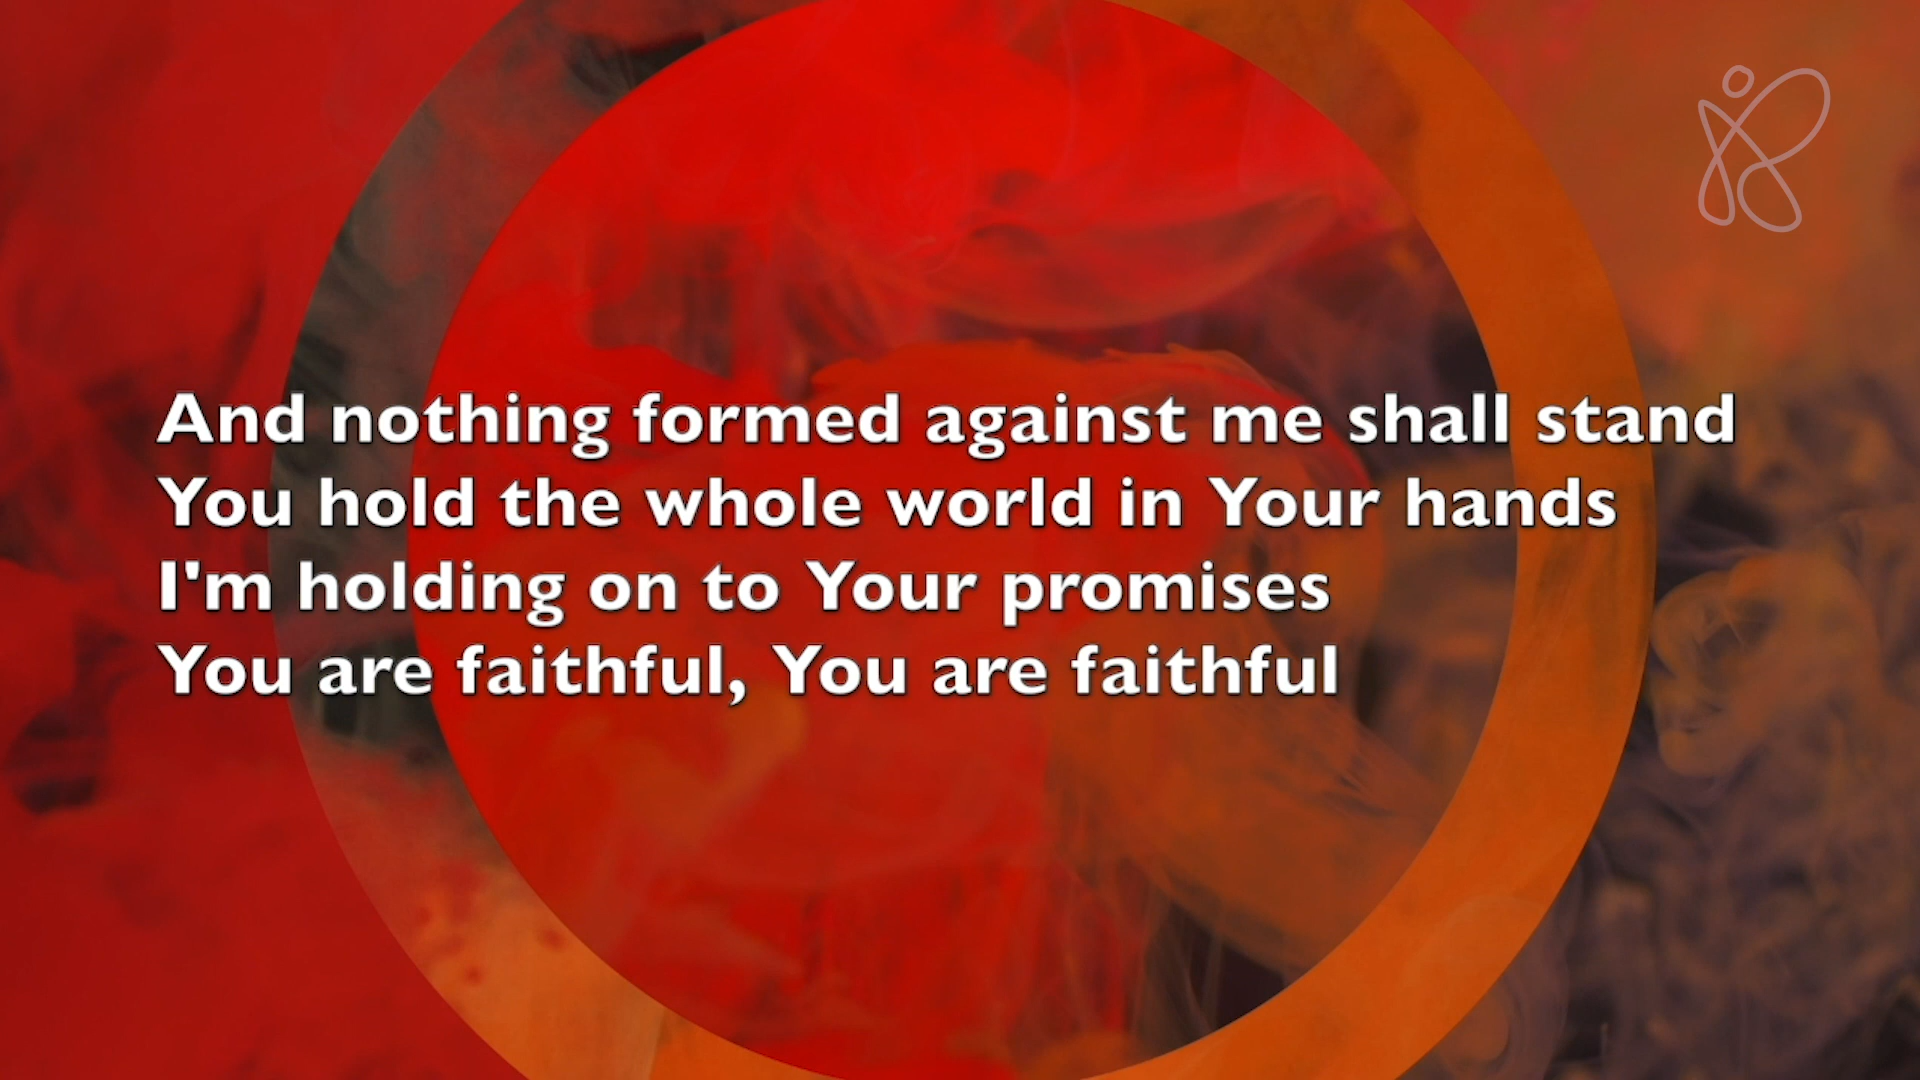 And nothing formed against me shall stand
You hold the whole world in Your hands
I'm holding on to Your promises
You are faithful, You are faithful